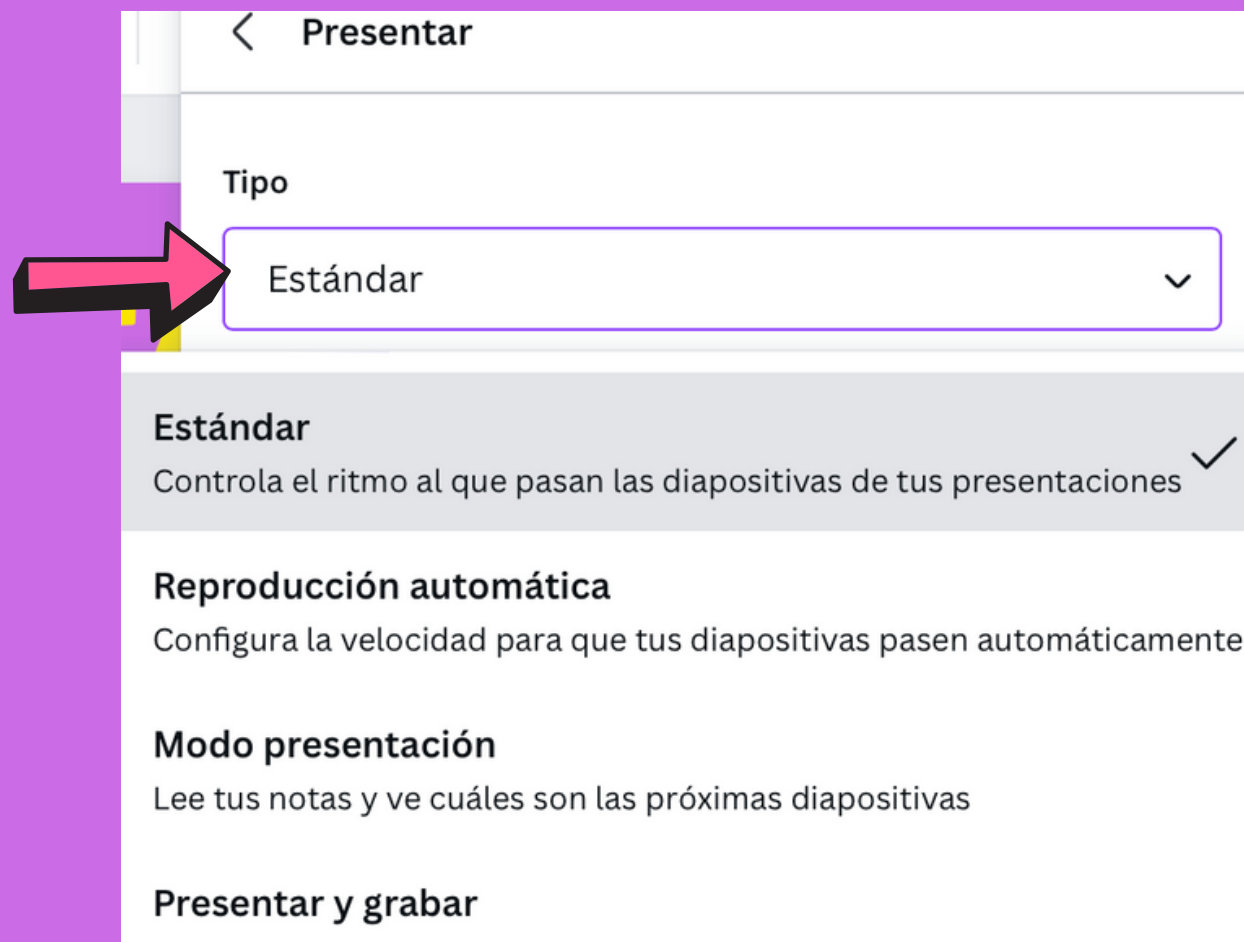 Presentar
Tipo
Estándar
Estándar
Controla el ritmo al que pasan las diapositivas de tus presentaciones
Reproducción automática
Configura la velocidad para que tus diapositivas pasen automáticamente
Modo presentación
Lee tus notas y ve cuáles son las próximas diapositivas
Presentar y grabar